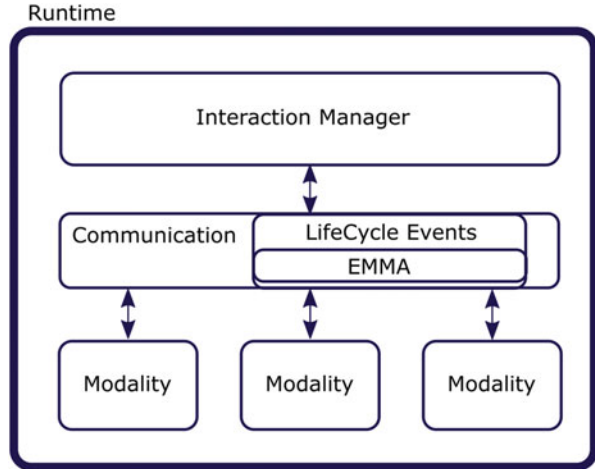 Runtime
Interaction Manager
Communication
LifeCycle Events
EMMA
Modality
Modality
Modality